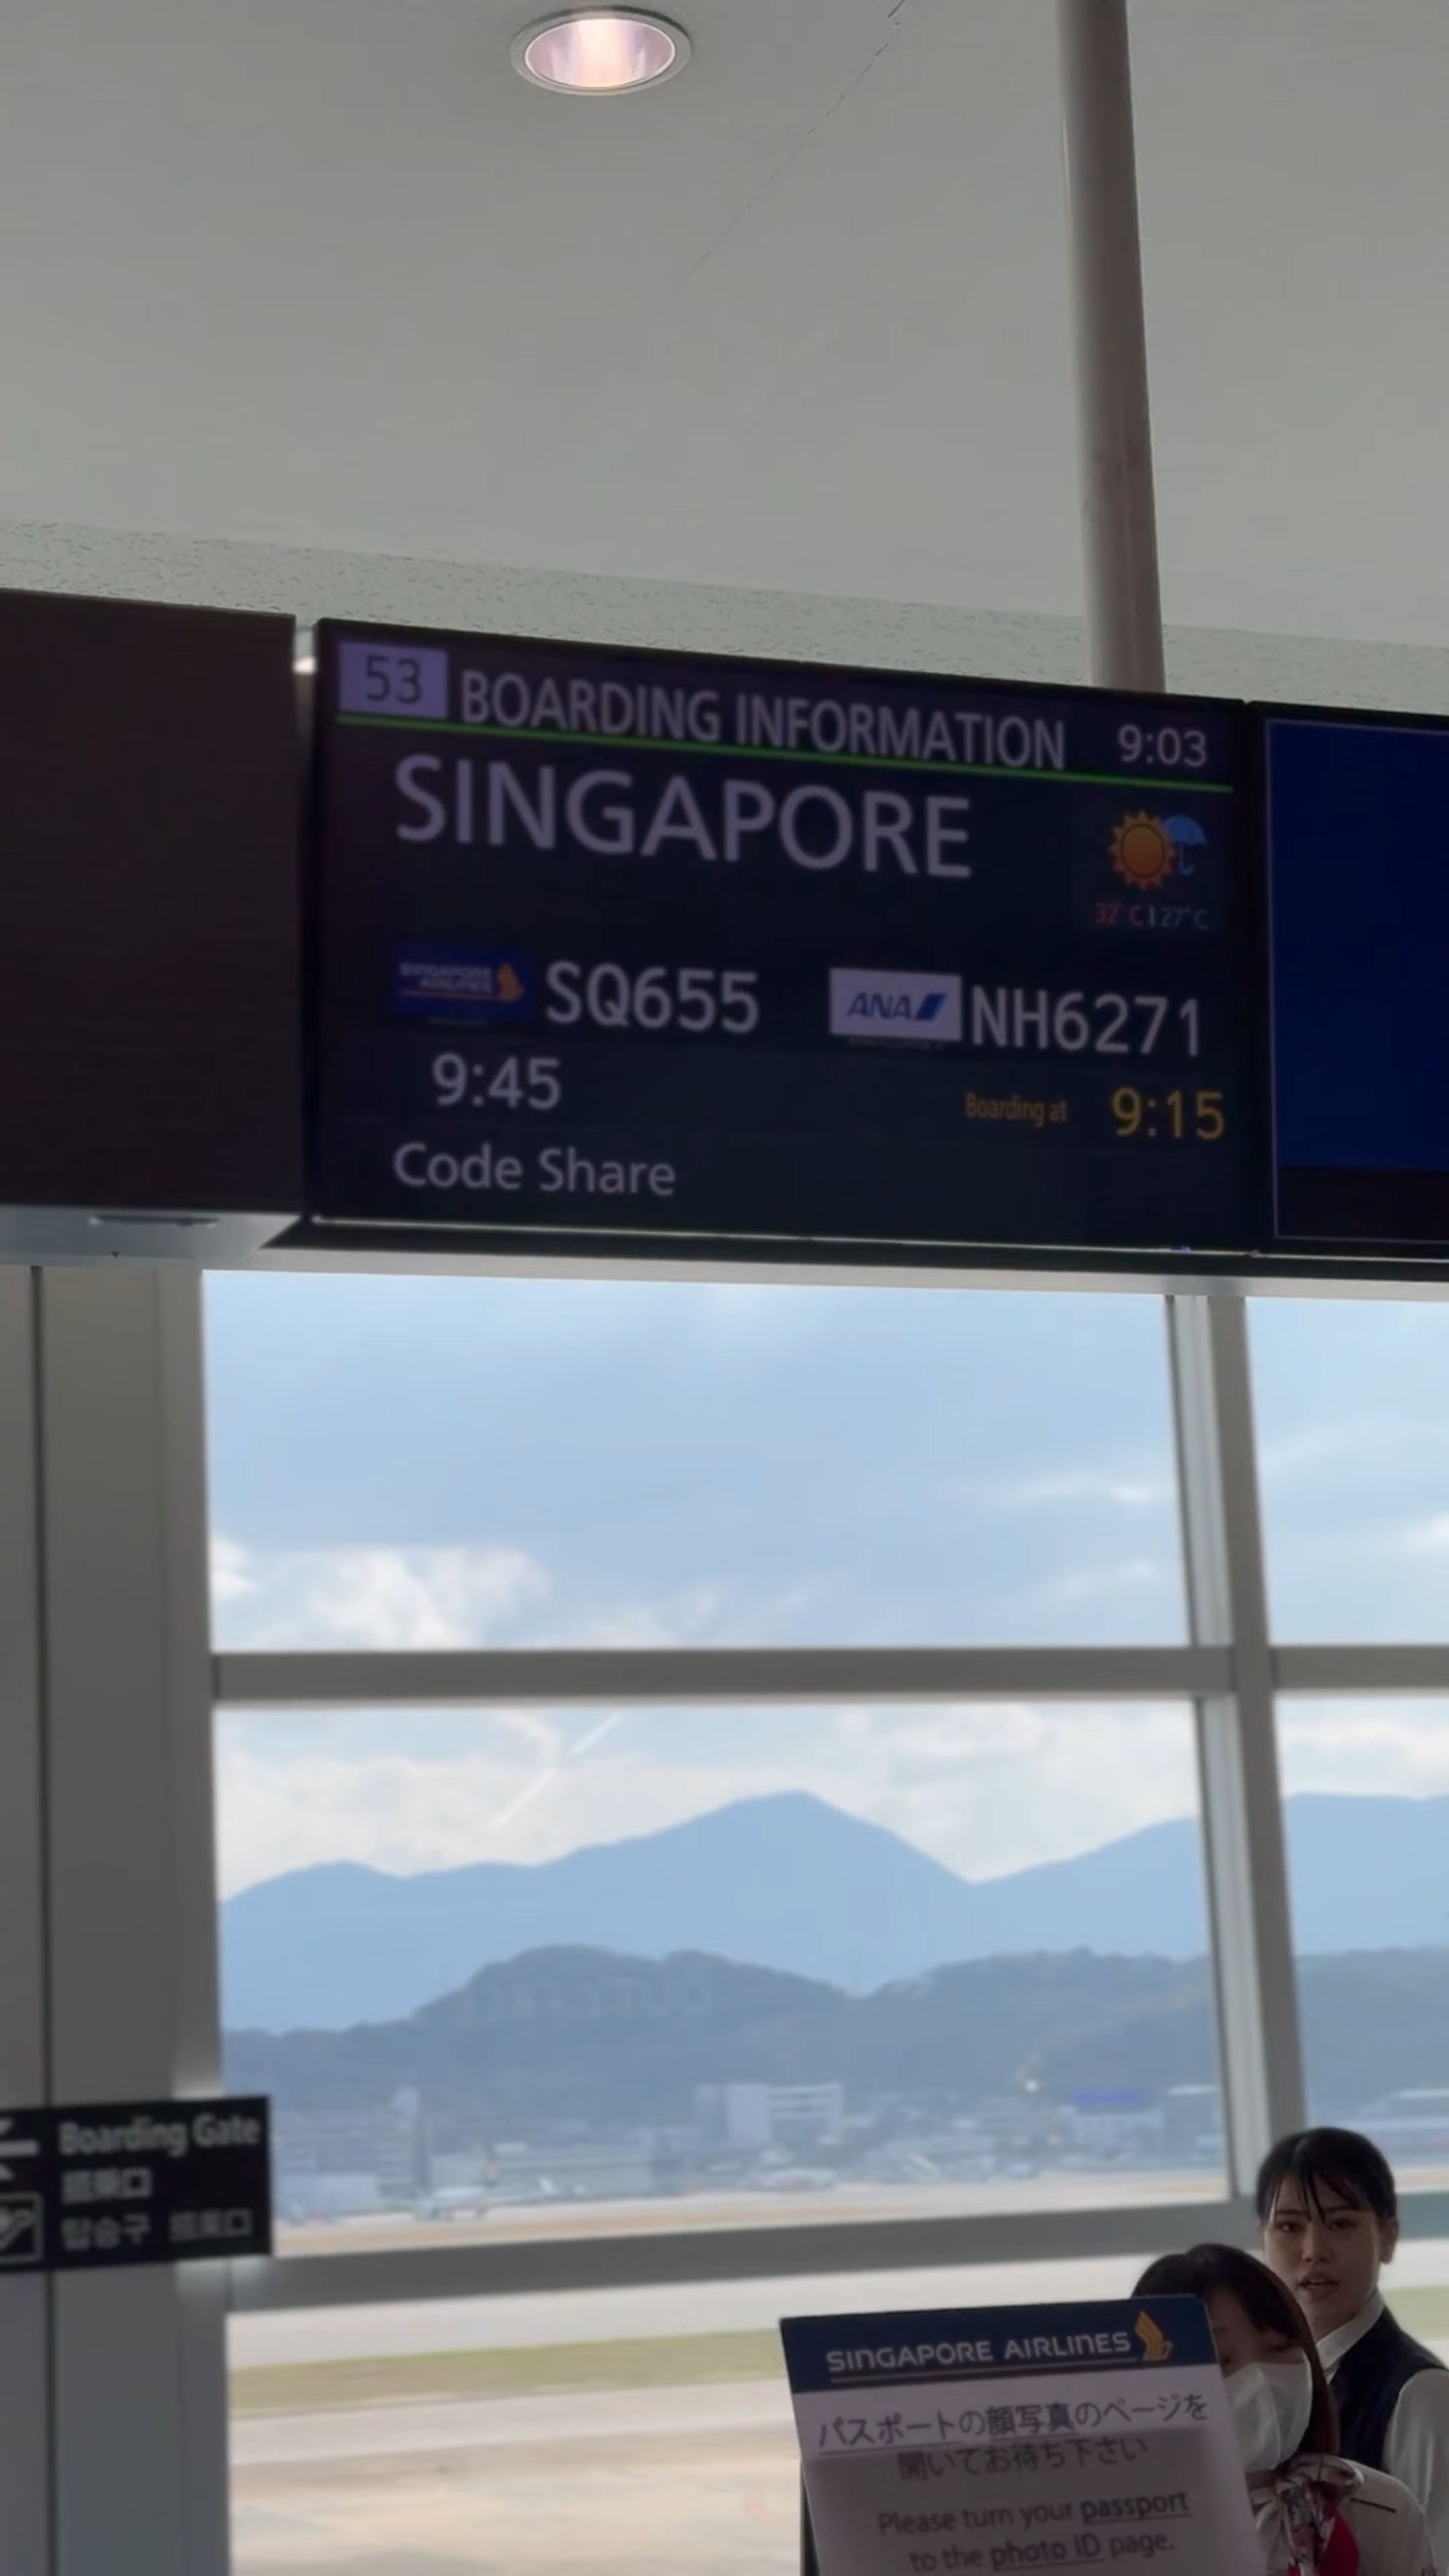 53 BOARDING INFORMATION 9:03
SINGAPORE
32°C | 27°C
SINGAPORE AIRLINES SQ655 ANA NH6271
9:45 Boarding at 9:15
Code Share
Boarding Gate
搭乗口
탑승구 搭乘口
SINGAPORE AIRLINES
パスポートの顔写真のページを
開いてお待ち下さい
Please turn your passport
to the photo ID page.